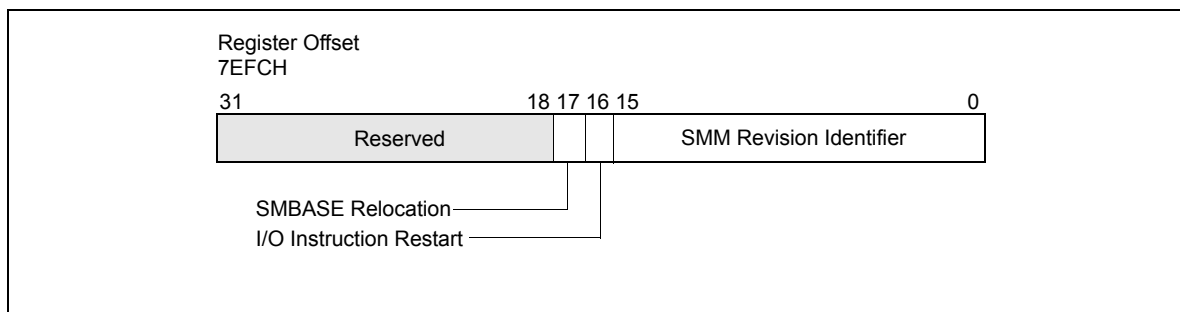 Register Offset
7EFCH
31 18 17 16 15 0
Reserved SMM Revision Identifier
SMBASE Relocation
I/O Instruction Restart